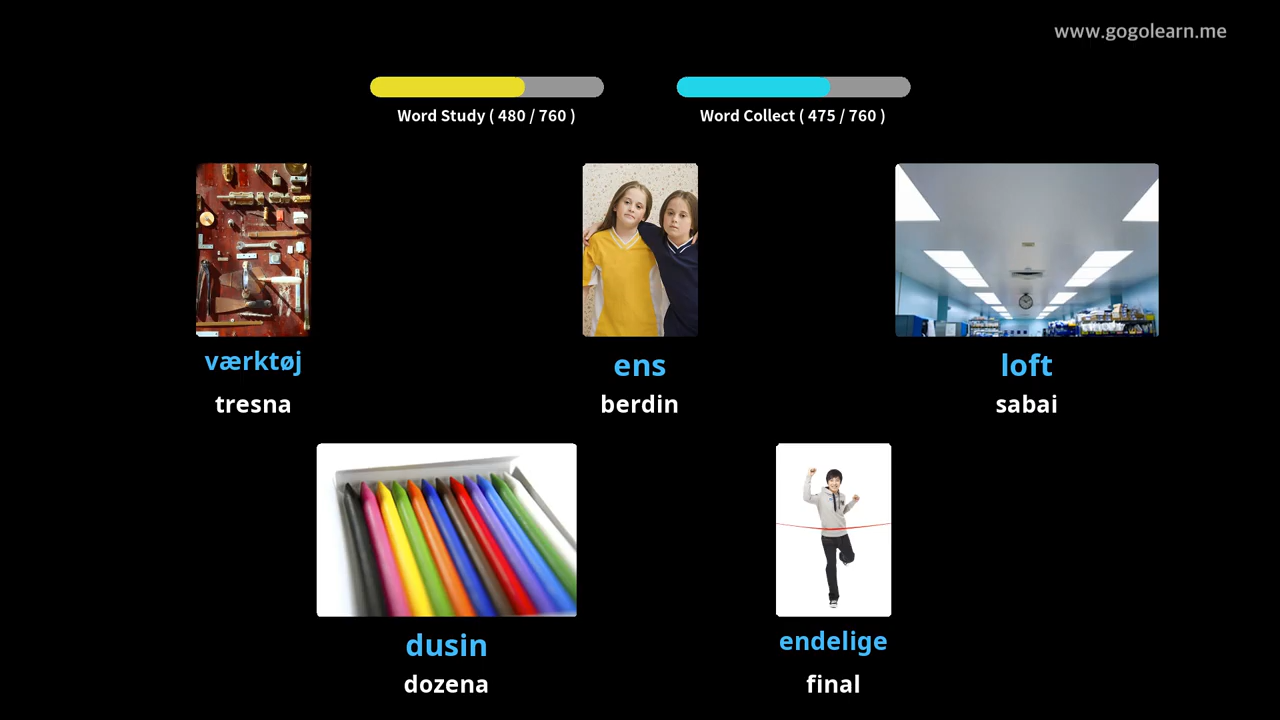 www.gogolearn.me
Word Study ( 480 / 760 )
Word Collect ( 475 / 760 )
værktøj
tresna
ens
berdin
loft
sabai
dusin
dozena
endelige
final